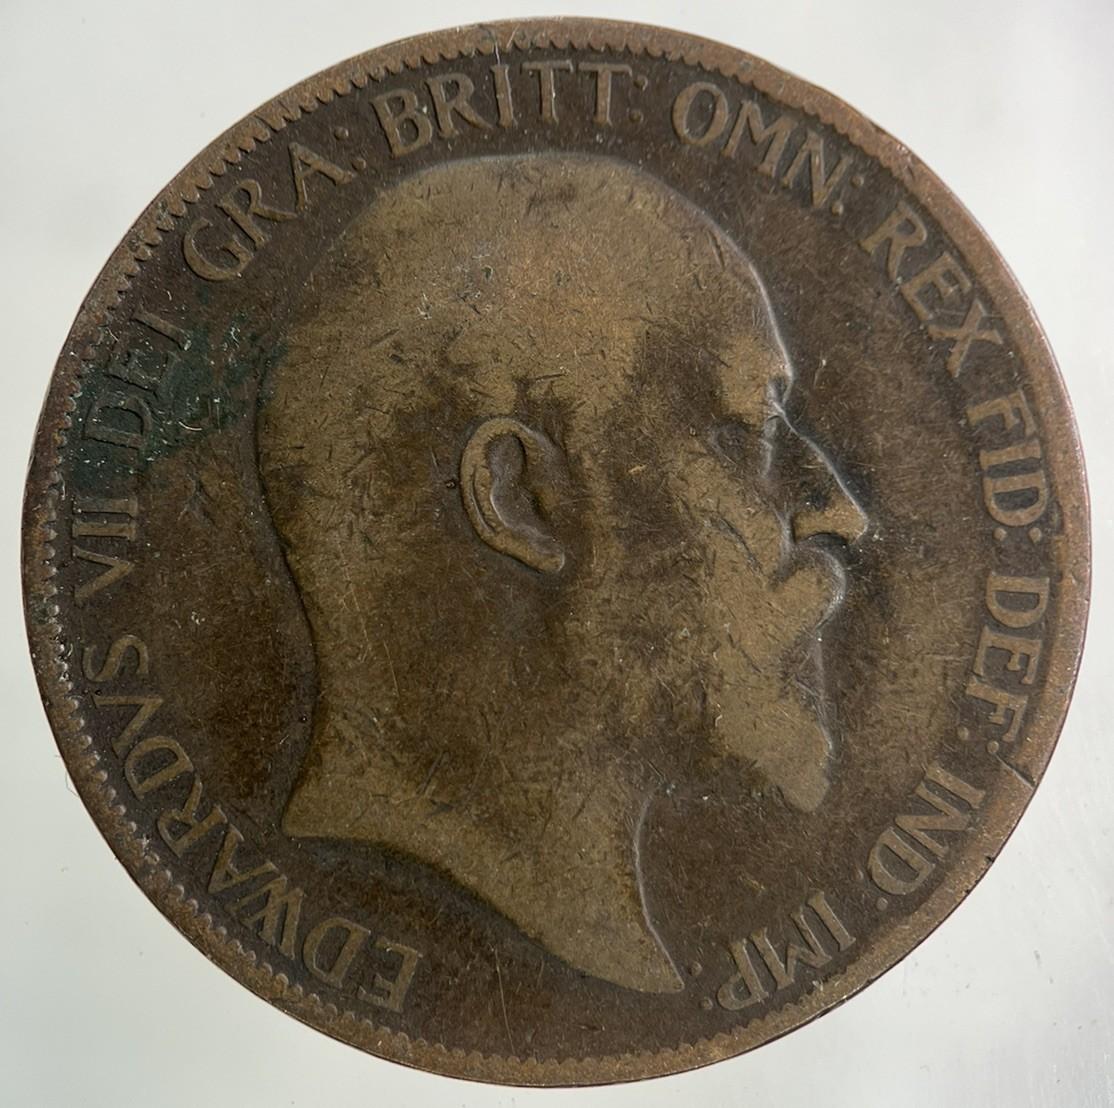 EDWARDVS VII DEI GRA: BRITT: OMN: REX FID: DEF: IND: IMP: